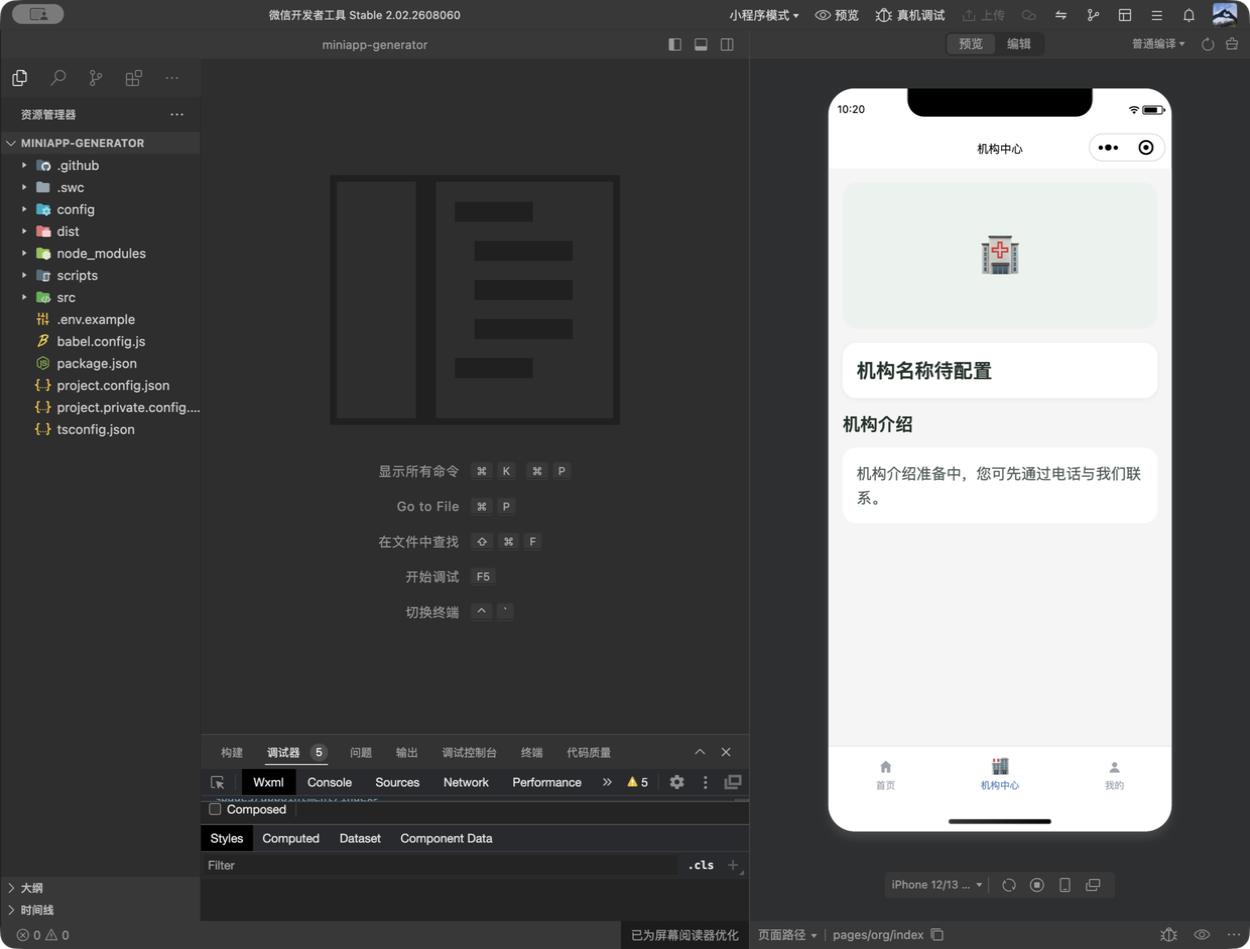 微信开发者工具 Stable 2.02.2608060
小程序模式
预览
真机调试
上传
miniapp-generator
预览
编辑
普通编译
资源管理器
MINIAPP-GENERATOR
.github
.swc
config
dist
node_modules
scripts
src
.env.example
babel.config.js
package.json
project.config.json
project.private.config....
tsconfig.json
大纲
时间线
显示所有命令 ⌘ K ⌘ P
Go to File ⌘ P
在文件中查找 ⇧ ⌘ F
开始调试 F5
切换终端 ^ `
构建
调试器 5
问题
输出
调试控制台
终端
代码质量
Wxml
Console
Sources
Network
Performance
5
Composed
Styles
Computed
Dataset
Component Data
Filter
.cls
10:20
机构中心
机构名称待配置
机构介绍
机构介绍准备中，您可先通过电话与我们联
系。
首页
机构中心
我的
iPhone 12/13 ...
0
0
已为屏幕阅读器优化
页面路径
pages/org/index